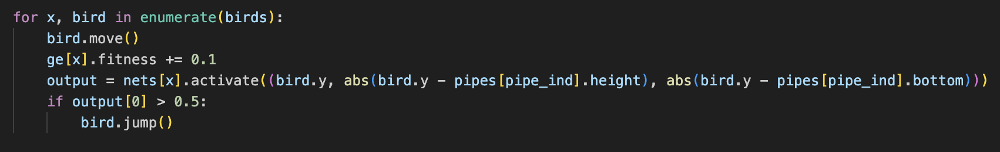 for x, bird in enumerate(birds):
    bird.move()
    ge[x].fitness += 0.1
    output = nets[x].activate((bird.y, abs(bird.y - pipes[pipe_ind].height), abs(bird.y - pipes[pipe_ind].bottom)))
    if output[0] > 0.5:
        bird.jump()